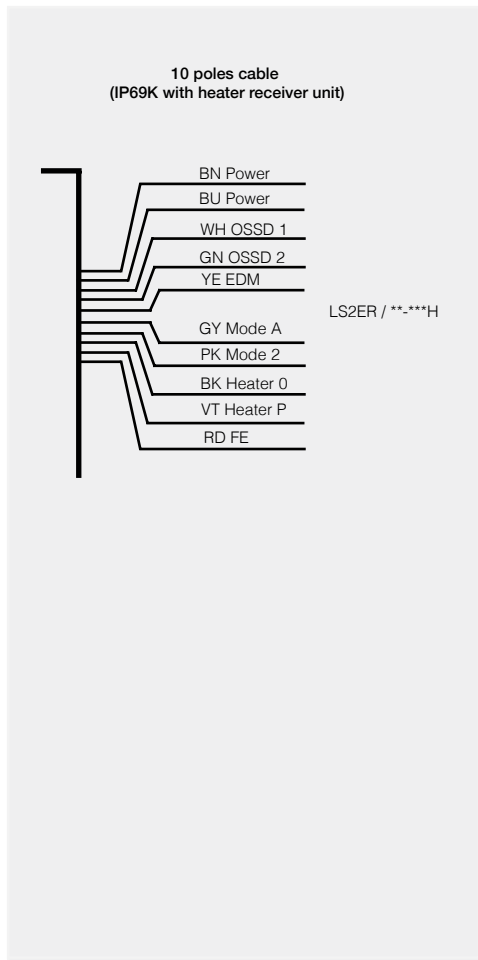 10 poles cable
(IP69K with heater receiver unit)
BN Power
BU Power
WH OSSD 1
GN OSSD 2
YE EDM
LS2ER / **-***H
GY Mode A
PK Mode 2
BK Heater 0
VT Heater P
RD FE